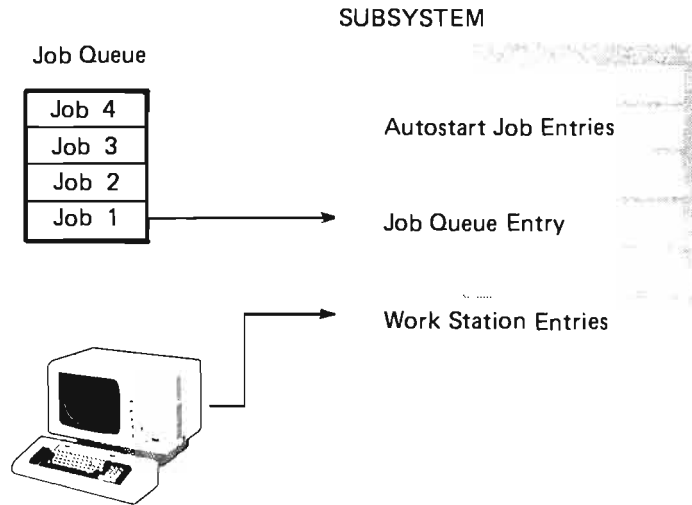 SUBSYSTEM
Job Queue
Job 4
Job 3
Job 2
Job 1
Autostart Job Entries
Job Queue Entry
Work Station Entries